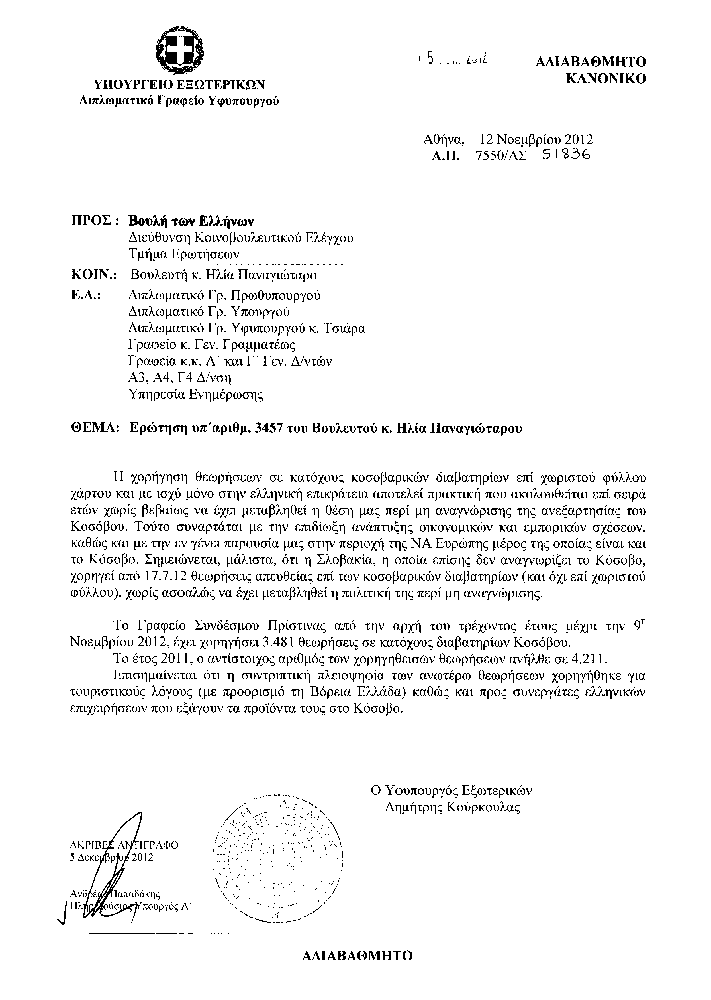 5 2012
ΑΔΙΑΒΑΘΜΗΤΟ
ΚΑΝΟΝΙΚΟ
ΥΠΟΥΡΓΕΙΟ ΕΞΩΤΕΡΙΚΩΝ
Διπλωματικό Γραφείο Υφυπουργού
Αθήνα, 12 Νοεμβρίου 2012
Α.Π. 7550/ΑΣ 51836
ΠΡΟΣ : Βουλή των Ελλήνων
Διεύθυνση Κοινοβουλευτικού Ελέγχου
Τμήμα Ερωτήσεων
ΚΟΙΝ.: Βουλευτή κ. Ηλία Παναγιώταρο
Ε.Δ.: Διπλωματικό Γρ. Πρωθυπουργού
Διπλωματικό Γρ. Υπουργού
Διπλωματικό Γρ. Υφυπουργού κ. Τσιάρα
Γραφείο κ. Γεν. Γραμματέως
Γραφεία κ.κ. Α΄ και Γ΄ Γεν. Δ/ντών
Α3, Α4, Γ4 Δ/νση
Υπηρεσία Ενημέρωσης
ΘΕΜΑ: Ερώτηση υπ΄αριθμ. 3457 του Βουλευτού κ. Ηλία Παναγιώταρου
Η χορήγηση θεωρήσεων σε κατόχους κοσοβαρικών διαβατηρίων επί χωριστού φύλλου
χάρτου και με ισχύ μόνο στην ελληνική επικράτεια αποτελεί πρακτική που ακολουθείται επί σειρά
ετών χωρίς βεβαίως να έχει μεταβληθεί η θέση μας περί μη αναγνώρισης της ανεξαρτησίας του
Κοσόβου. Τούτο συναρτάται με την επιδίωξη ανάπτυξης οικονομικών και εμπορικών σχέσεων,
καθώς και με την εν γένει παρουσία μας στην περιοχή της ΝΑ Ευρώπης μέρος της οποίας είναι και
το Κόσοβο. Σημειώνεται, μάλιστα, ότι η Σλοβακία, η οποία επίσης δεν αναγνωρίζει το Κόσοβο,
χορηγεί από 17.7.12 θεωρήσεις απευθείας επί των κοσοβαρικών διαβατηρίων (και όχι επί χωριστού
φύλλου), χωρίς ασφαλώς να έχει μεταβληθεί η πολιτική της περί μη αναγνώρισης.
Το Γραφείο Συνδέσμου Πρίστινας από την αρχή του τρέχοντος έτους μέχρι την 9η
Νοεμβρίου 2012, έχει χορηγήσει 3.481 θεωρήσεις σε κατόχους διαβατηρίων Κοσόβου.
Το έτος 2011, ο αντίστοιχος αριθμός των χορηγηθεισών θεωρήσεων ανήλθε σε 4.211.
Επισημαίνεται ότι η συντριπτική πλειοψηφία των ανωτέρω θεωρήσεων χορηγήθηκε για
τουριστικούς λόγους (με προορισμό τη Βόρεια Ελλάδα) καθώς και προς συνεργάτες ελληνικών
επιχειρήσεων που εξάγουν τα προϊόντα τους στο Κόσοβο.
Ο Υφυπουργός Εξωτερικών
Δημήτρης Κούρκουλας
ΕΛΛΗΝΙΚΗ ΔΗΜΟΚΡΑΤΙΑ
ΑΚΡΙΒΕΣ ΑΝΤΙΓΡΑΦΟ
5 Δεκεμβρίου 2012
Ανδρέας Παπαδάκης
Πληρεξούσιος Υπουργός Α΄
ΑΔΙΑΒΑΘΜΗΤΟ